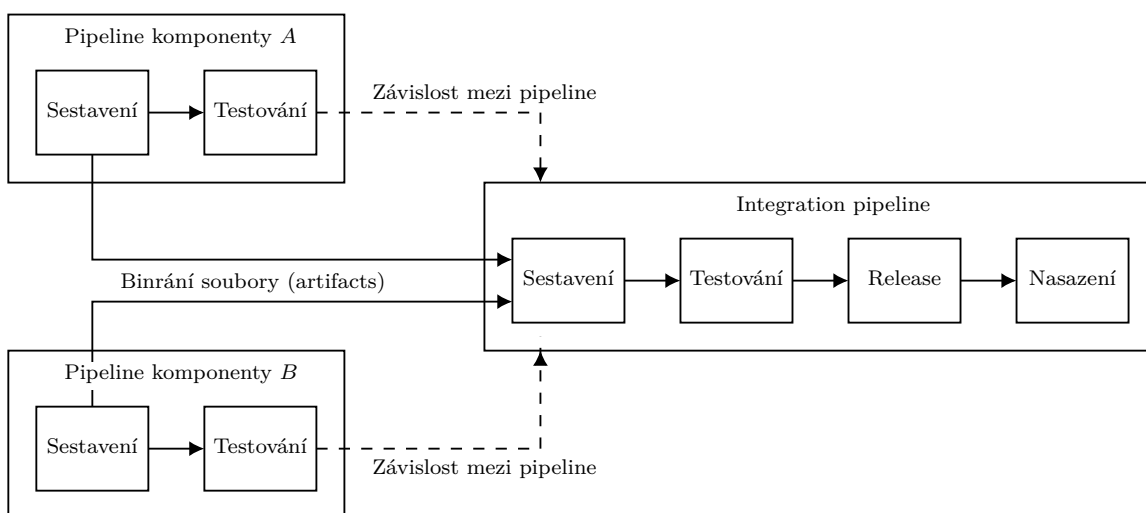 Pipeline komponenty A
Sestavení
Testování
Závislost mezi pipeline
Integration pipeline
Binrání soubory (artifacts)
Sestavení
Testování
Release
Nasazení
Pipeline komponenty B
Sestavení
Testování
Závislost mezi pipeline